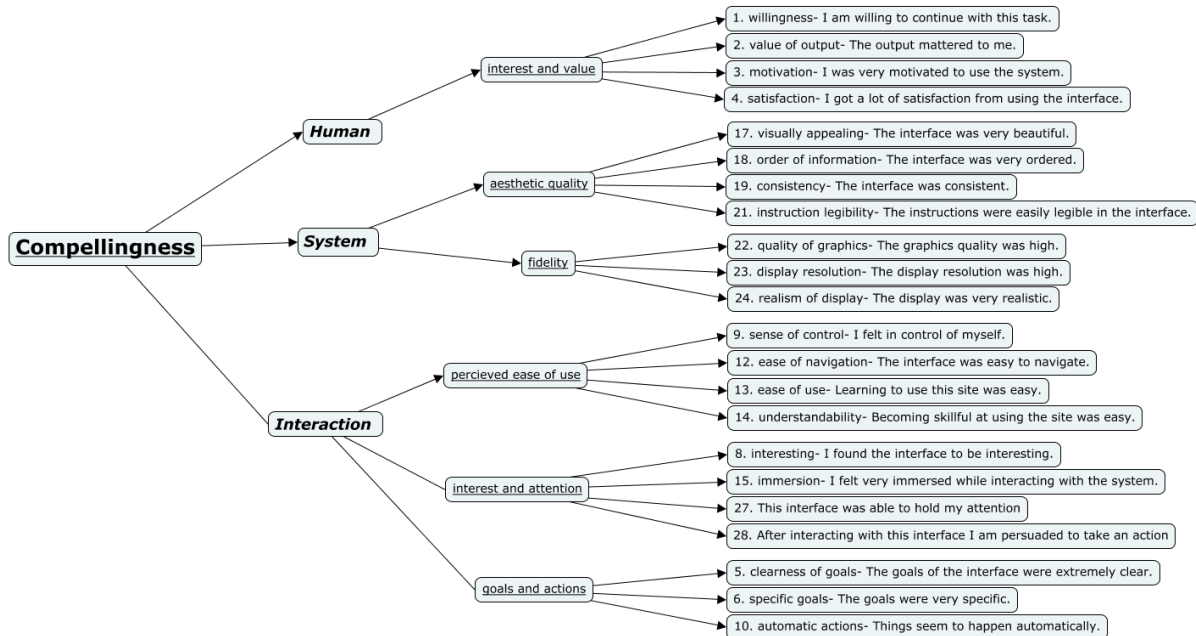 Compellingness
Human
interest and value
1. willingness- I am willing to continue with this task.
2. value of output- The output mattered to me.
3. motivation- I was very motivated to use the system.
4. satisfaction- I got a lot of satisfaction from using the interface.
System
aesthetic quality
17. visually appealing- The interface was very beautiful.
18. order of information- The interface was very ordered.
19. consistency- The interface was consistent.
21. instruction legibility- The instructions were easily legible in the interface.
fidelity
22. quality of graphics- The graphics quality was high.
23. display resolution- The display resolution was high.
24. realism of display- The display was very realistic.
Interaction
percieved ease of use
9. sense of control- I felt in control of myself.
12. ease of navigation- The interface was easy to navigate.
13. ease of use- Learning to use this site was easy.
14. understandability- Becoming skillful at using the site was easy.
interest and attention
8. interesting- I found the interface to be interesting.
15. immersion- I felt very immersed while interacting with the system.
27. This interface was able to hold my attention
28. After interacting with this interface I am persuaded to take an action
goals and actions
5. clearness of goals- The goals of the interface were extremely clear.
6. specific goals- The goals were very specific.
10. automatic actions- Things seem to happen automatically.